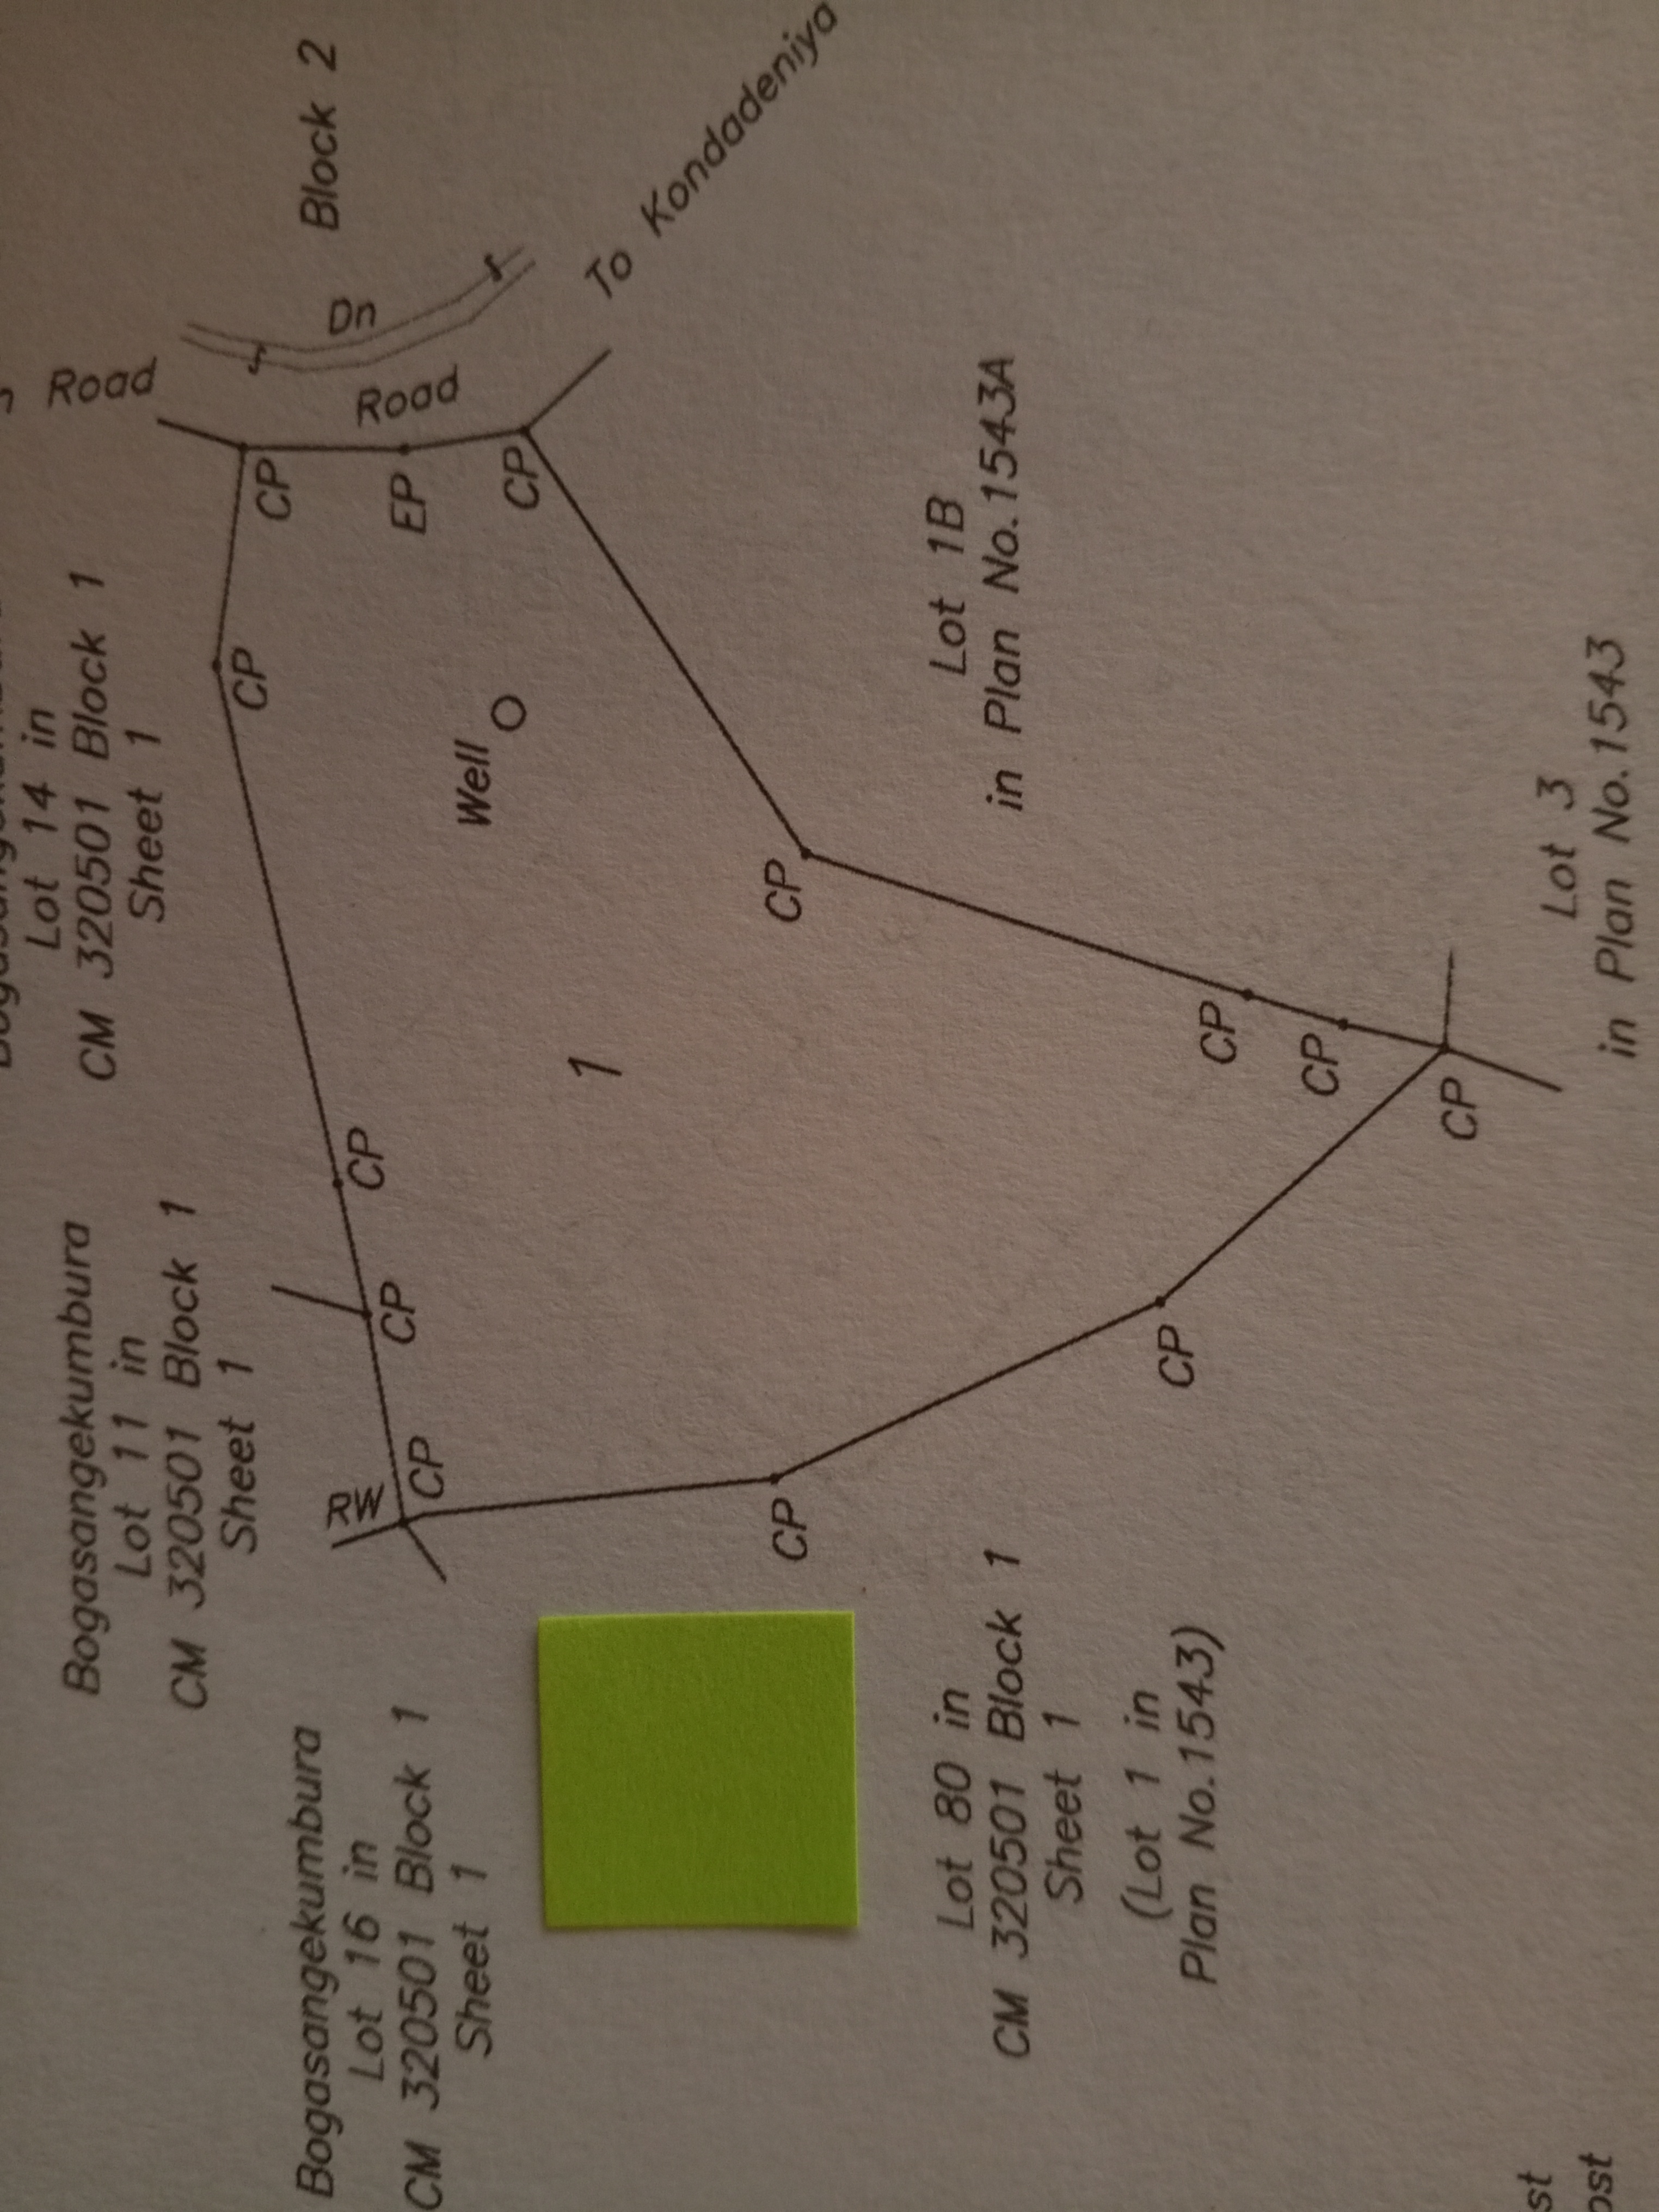 Road
Block 2
Dn
Road
To Kondadeniya
Lot 14 in
CM 320501 Block 1
Sheet 1
CP
EP
CP
CP
Well
Lot 1B
in Plan No.1543A
CP
1
Bogasangekumbura
Lot 11 in
CM 320501 Block 1
Sheet 1
CP
CP
CP
CP
Lot 3
in Plan No.1543
CP
RW
CP
CP
CP
Bogasangekumbura
Lot 16 in
CM 320501 Block 1
Sheet 1
Lot 80 in
CM 320501 Block 1
Sheet 1
(Lot 1 in
Plan No.1543)